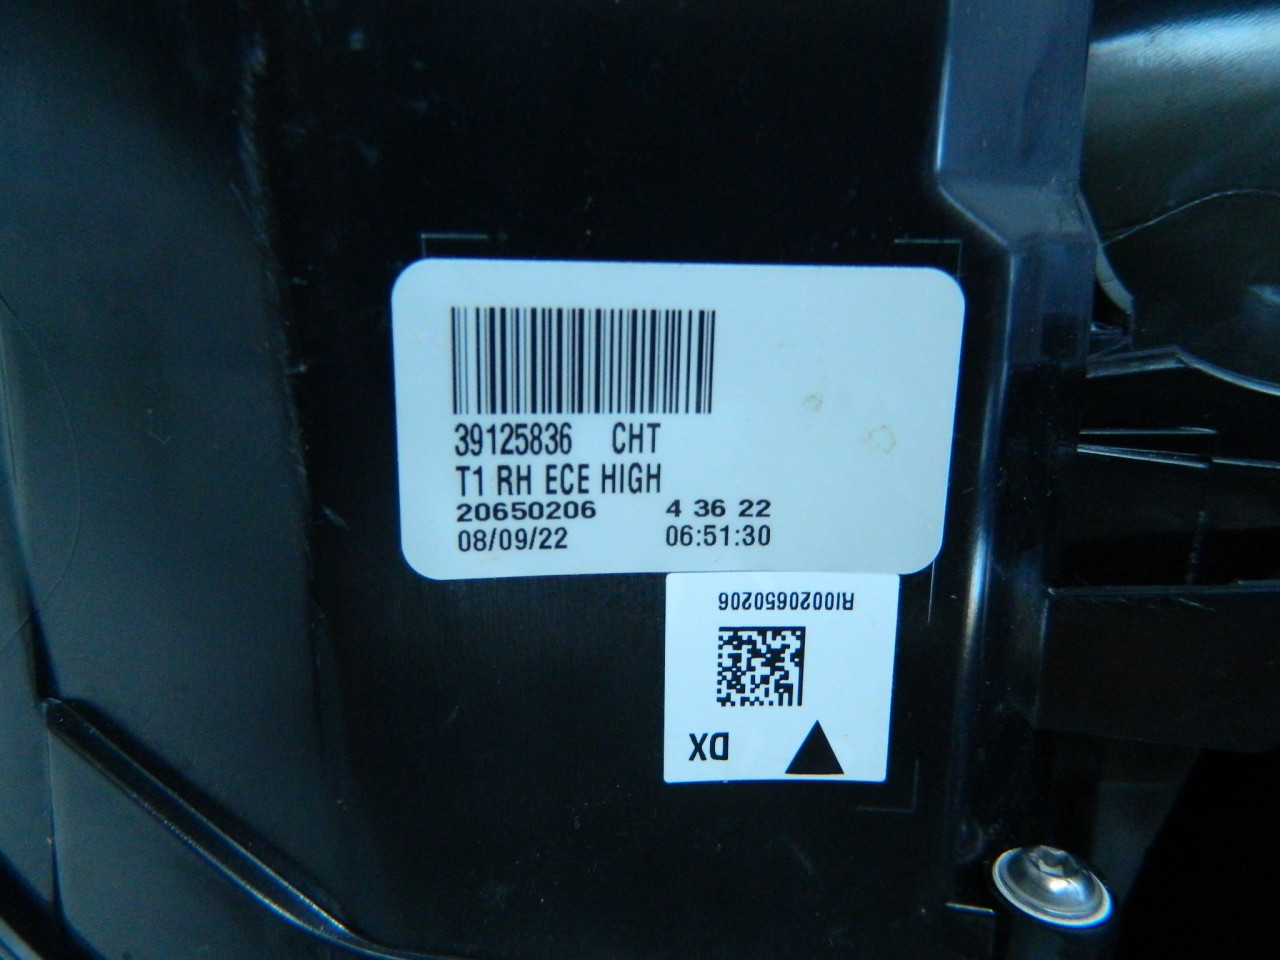 39125836 CHT
T1 RH ECE HIGH
20650206 4 36 22
08/09/22 06:51:30
RI0020650206
DX